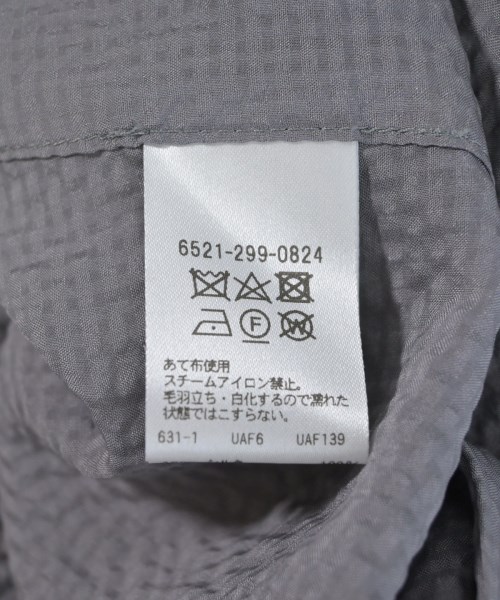 6521-299-0824
F W
あて布使用
スチームアイロン禁止。
毛羽立ち・白化するので濡れた
状態ではこすらない。
631-1 UAF6 UAF139